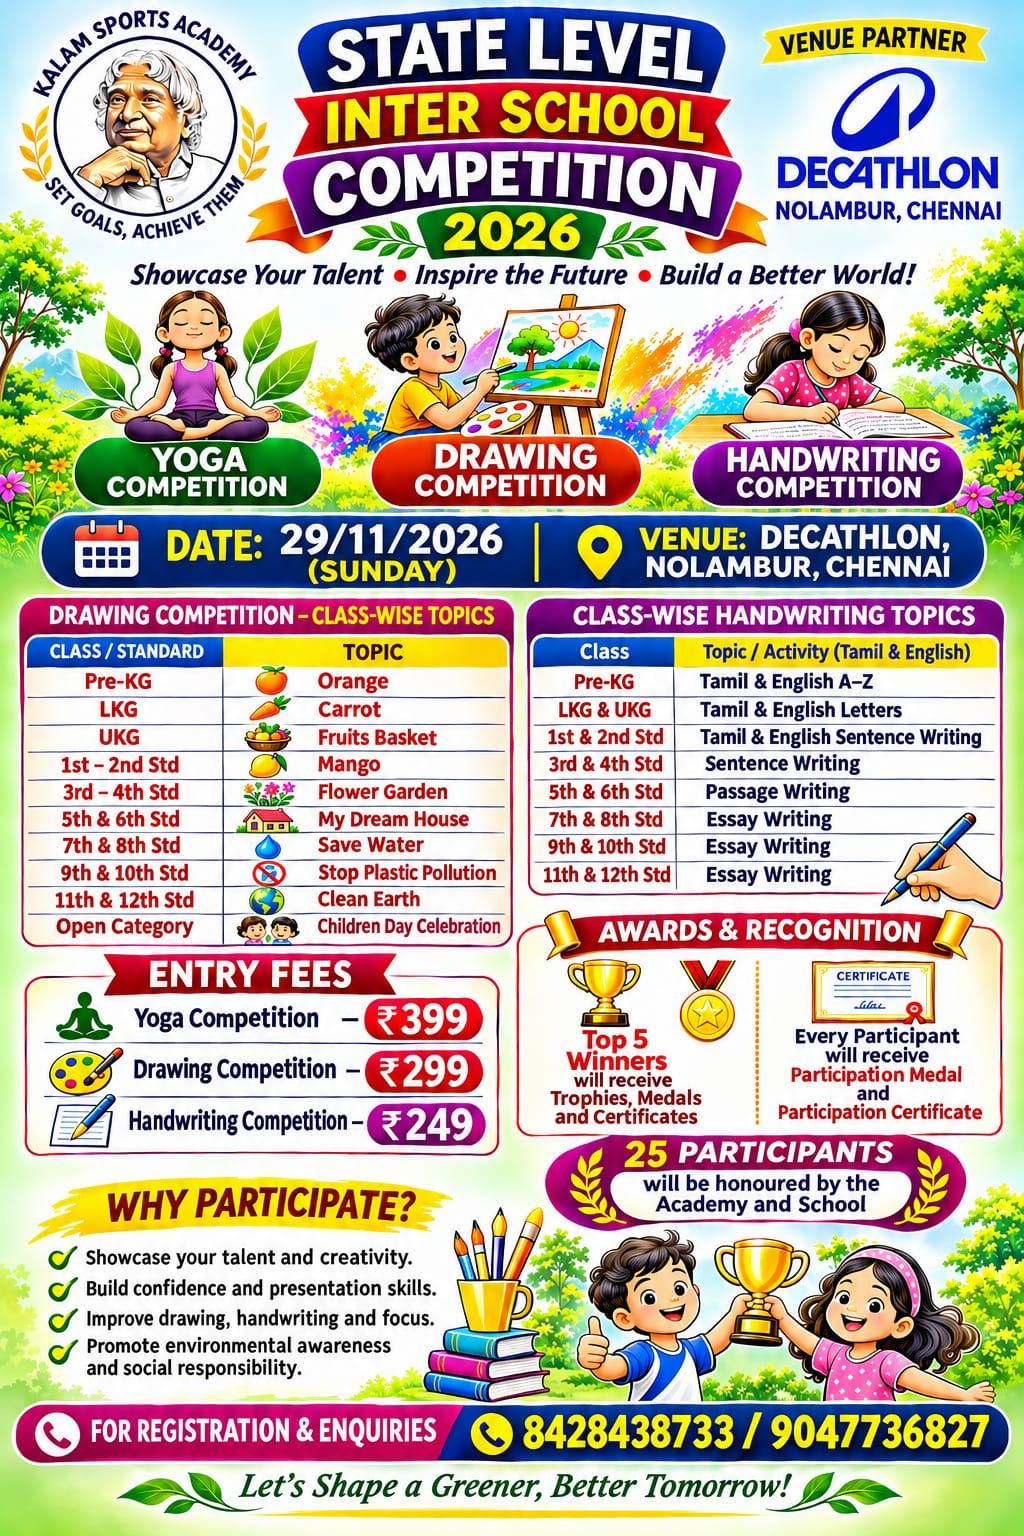 KALAM SPORTS ACADEMY
SET GOALS, ACHIEVE THEM
STATE LEVEL
INTER SCHOOL
COMPETITION
2026
VENUE PARTNER
DECATHLON
NOLAMBUR, CHENNAI
Showcase Your Talent • Inspire the Future • Build a Better World!
YOGA
COMPETITION
DRAWING
COMPETITION
HANDWRITING
COMPETITION
DATE: 29/11/2026
(SUNDAY)
VENUE: DECATHLON,
NOLAMBUR, CHENNAI
DRAWING COMPETITION – CLASS-WISE TOPICS
CLASS / STANDARD TOPIC
Pre-KG Orange
LKG Carrot
UKG Fruits Basket
1st – 2nd Std Mango
3rd – 4th Std Flower Garden
5th & 6th Std My Dream House
7th & 8th Std Save Water
9th & 10th Std Stop Plastic Pollution
11th & 12th Std Clean Earth
Open Category Children Day Celebration
CLASS-WISE HANDWRITING TOPICS
Class Topic / Activity (Tamil & English)
Pre-KG Tamil & English A–Z
LKG & UKG Tamil & English Letters
1st & 2nd Std Tamil & English Sentence Writing
3rd & 4th Std Sentence Writing
5th & 6th Std Passage Writing
7th & 8th Std Essay Writing
9th & 10th Std Essay Writing
11th & 12th Std Essay Writing
ENTRY FEES
Yoga Competition – ₹399
Drawing Competition – ₹299
Handwriting Competition – ₹249
AWARDS & RECOGNITION
Top 5
Winners
will receive
Trophies, Medals
and Certificates
CERTIFICATE
Every Participant
will receive
Participation Medal
and
Participation Certificate
25 PARTICIPANTS
will be honoured by the
Academy and School
WHY PARTICIPATE?
Showcase your talent and creativity.
Build confidence and presentation skills.
Improve drawing, handwriting and focus.
Promote environmental awareness
and social responsibility.
FOR REGISTRATION & ENQUIRIES 8428438733 / 9047736827
Let's Shape a Greener, Better Tomorrow!